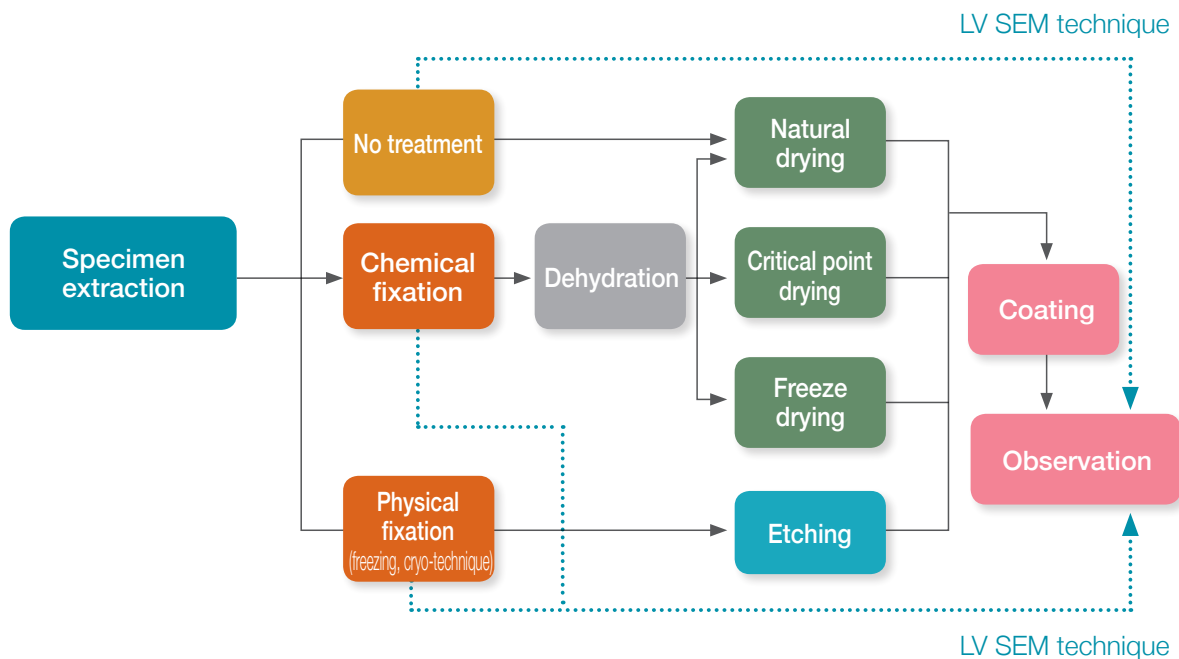 LV SEM technique
No treatment
Natural
drying
Specimen
extraction
Chemical
fixation
Dehydration
Critical point
drying
Coating
Freeze
drying
Observation
Physical
fixation
(freezing, cryo-technique)
Etching
LV SEM technique